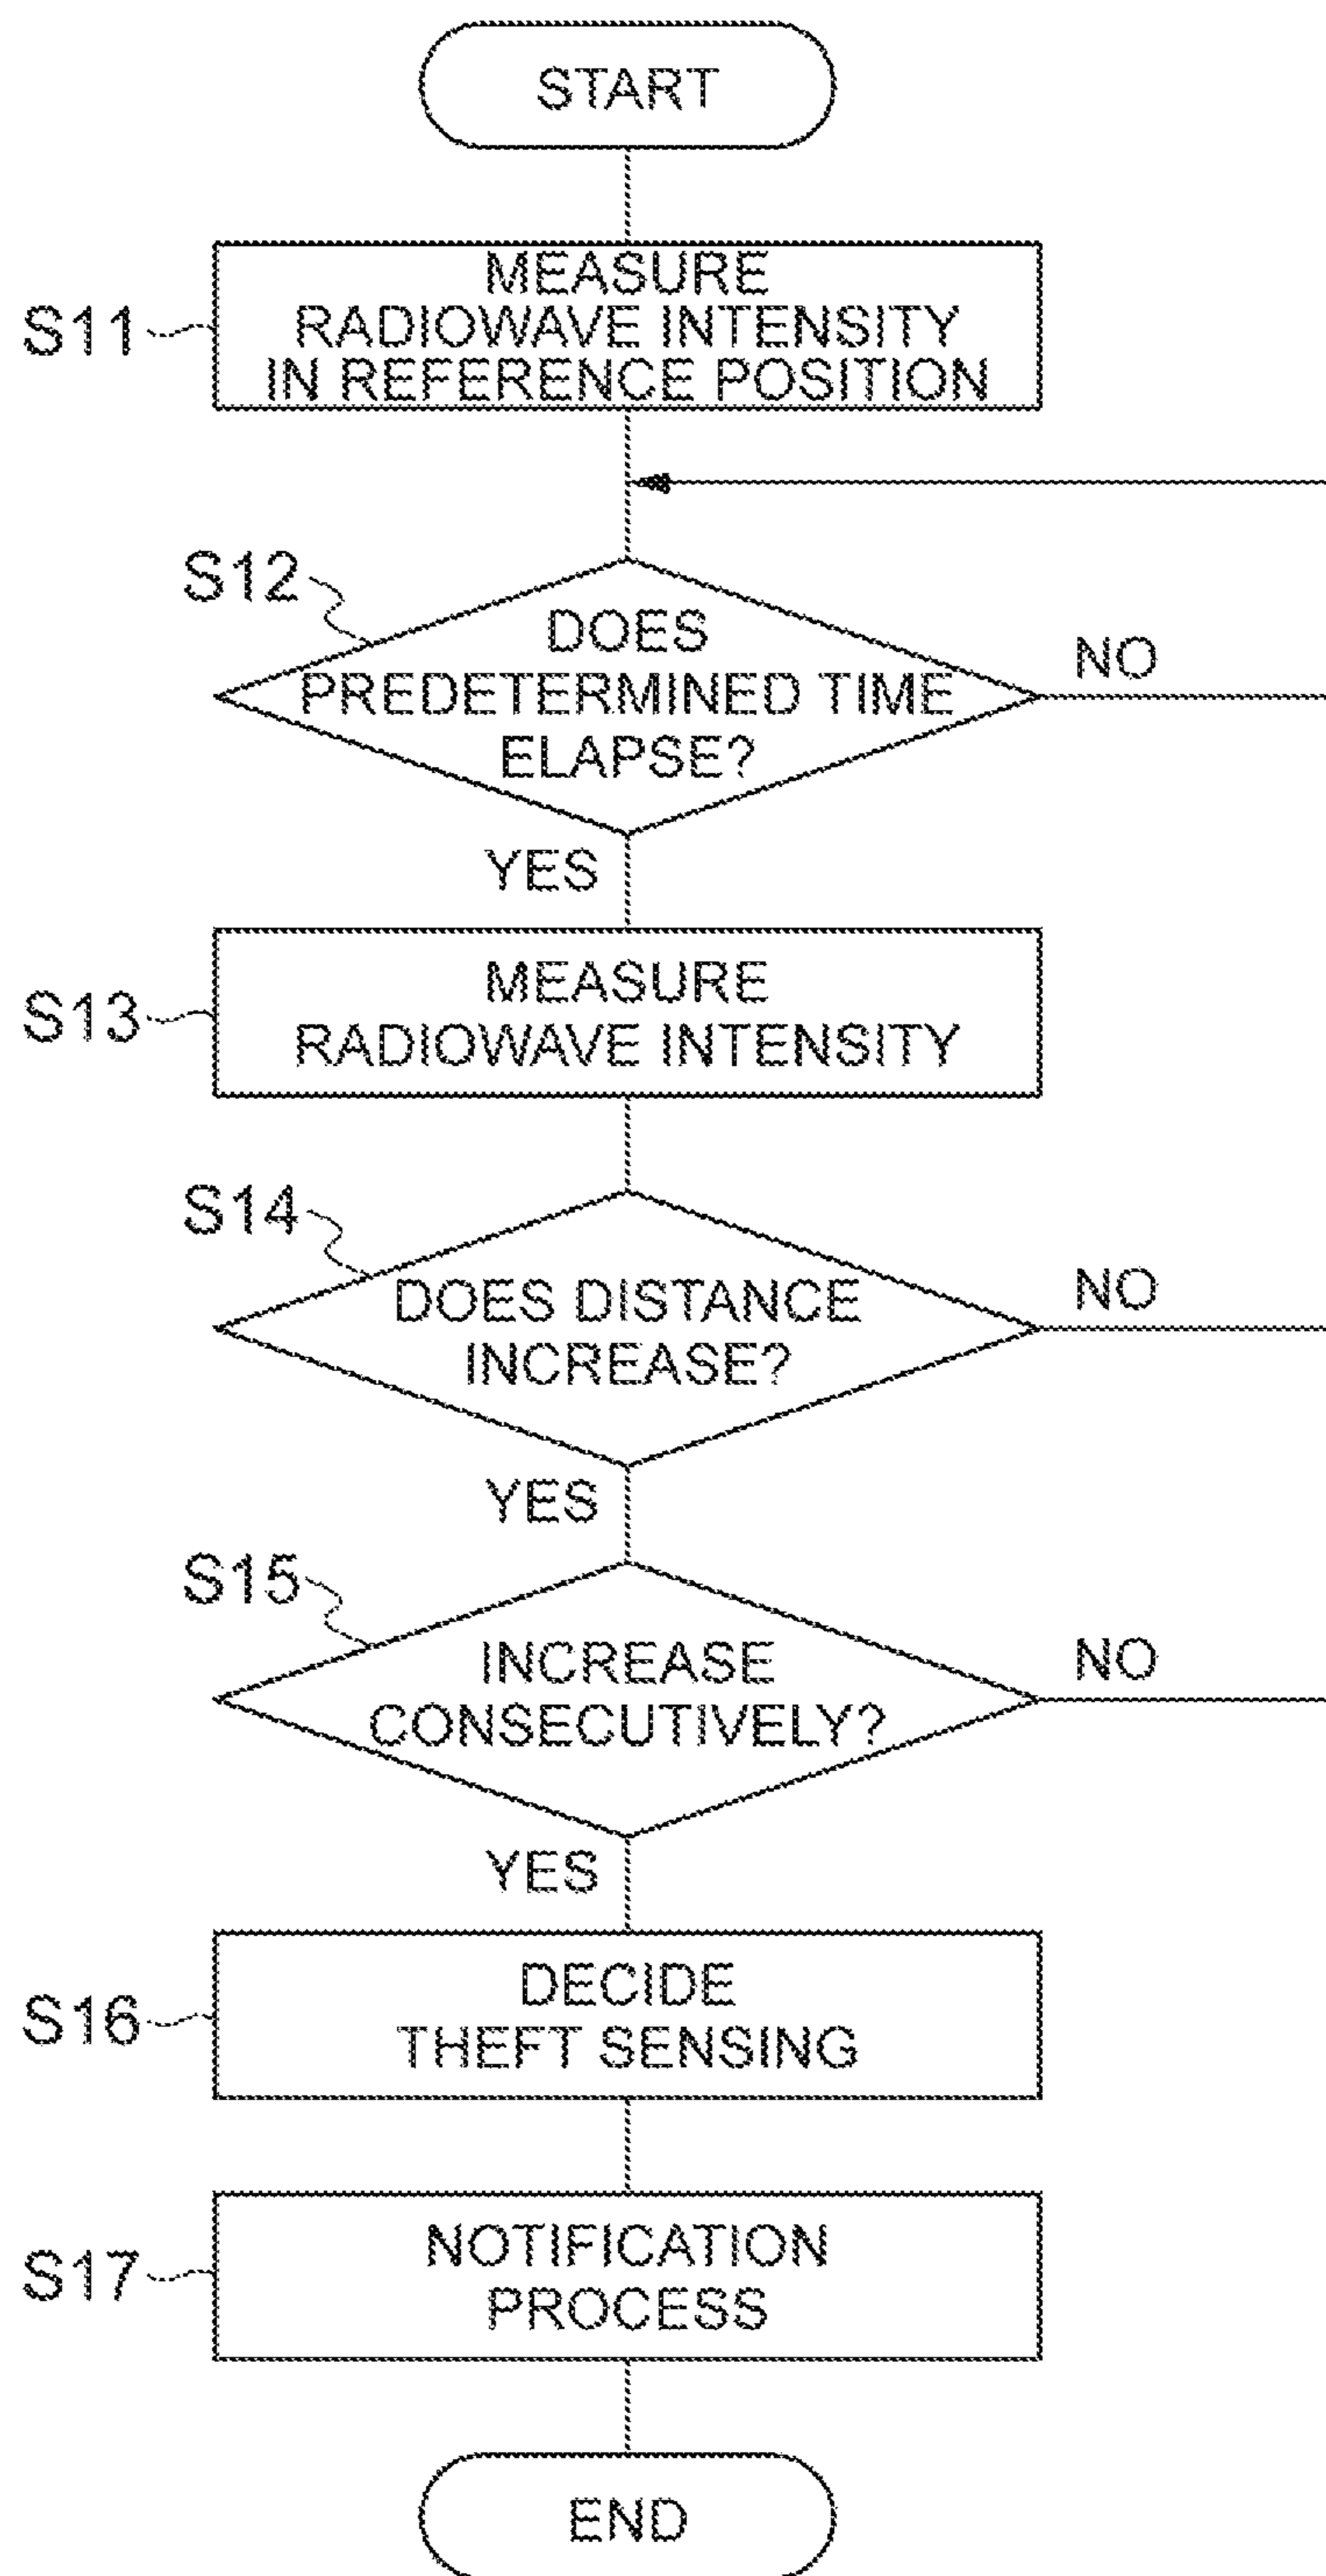 START
S11
MEASURE
RADIOWAVE INTENSITY
IN REFERENCE POSITION
S12
DOES
PREDETERMINED TIME
ELAPSE?
NO
YES
S13
MEASURE
RADIOWAVE INTENSITY
S14
DOES DISTANCE
INCREASE?
NO
YES
S15
INCREASE
CONSECUTIVELY?
NO
YES
S16
DECIDE
THEFT SENSING
S17
NOTIFICATION
PROCESS
END